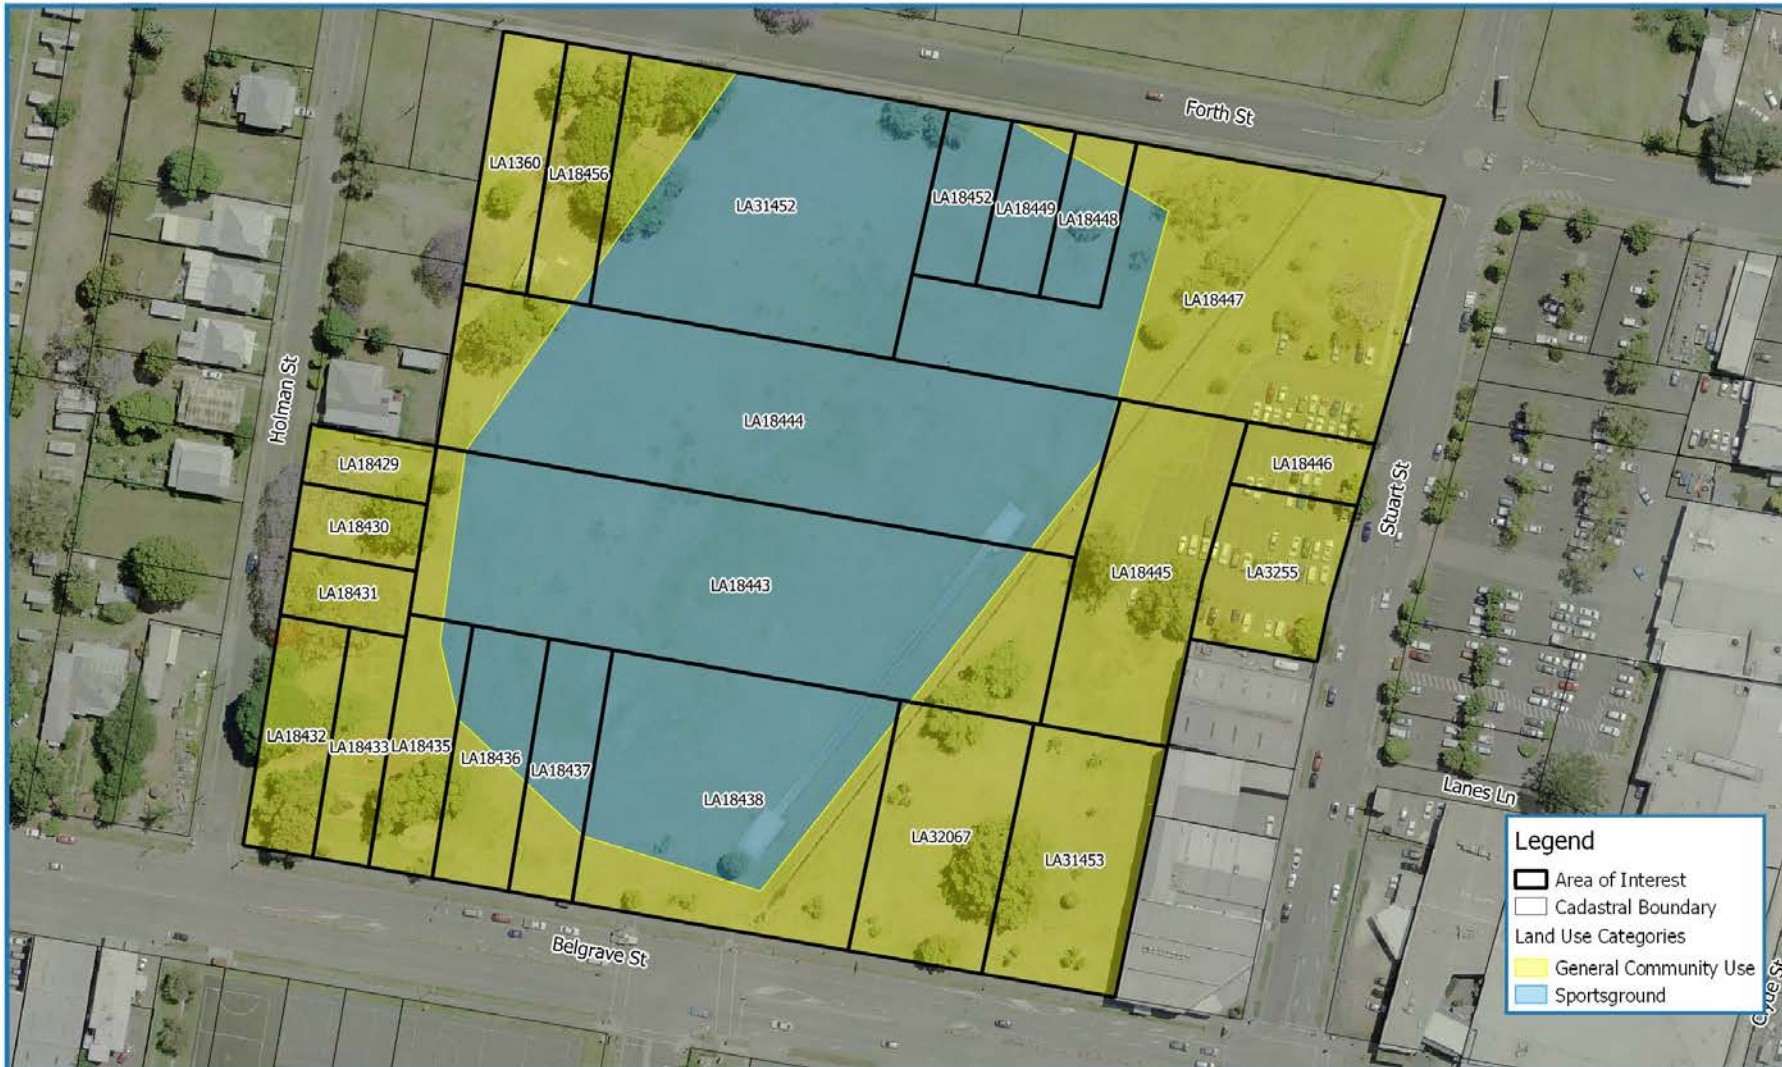 Forth St
LA1360
LA18456
LA31452
LA18452
LA18449
LA18448
LA18447
Holman St
LA18444
LA18429
LA18446
Stuart St
LA18430
LA3255
LA18445
LA18443
LA18431
LA18432
LA18433
LA18435
LA18436
LA18437
LA18438
LA32067
LA31453
Lanes Ln
Belgrave St
Clyde St
Legend
Area of Interest
Cadastral Boundary
Land Use Categories
General Community Use
Sportsground